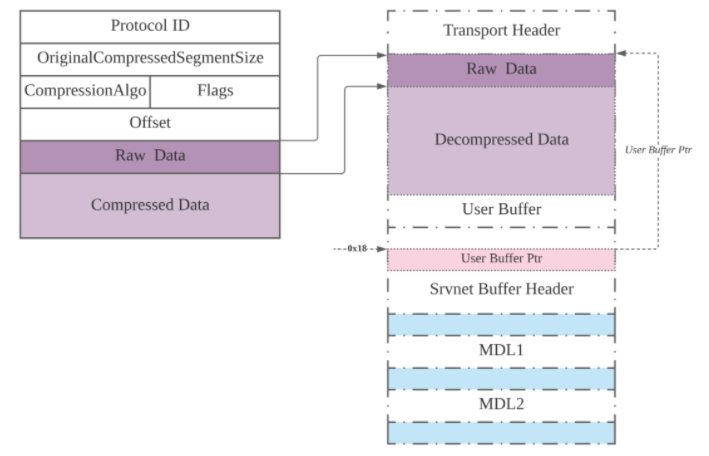 Protocol ID
OriginalCompressedSegmentSize
CompressionAlgo Flags
Offset
Raw Data
Compressed Data
Transport Header
Raw Data
Decompressed Data
User Buffer
User Buffer Ptr
0x18
User Buffer Ptr
Srvnet Buffer Header
MDL1
MDL2